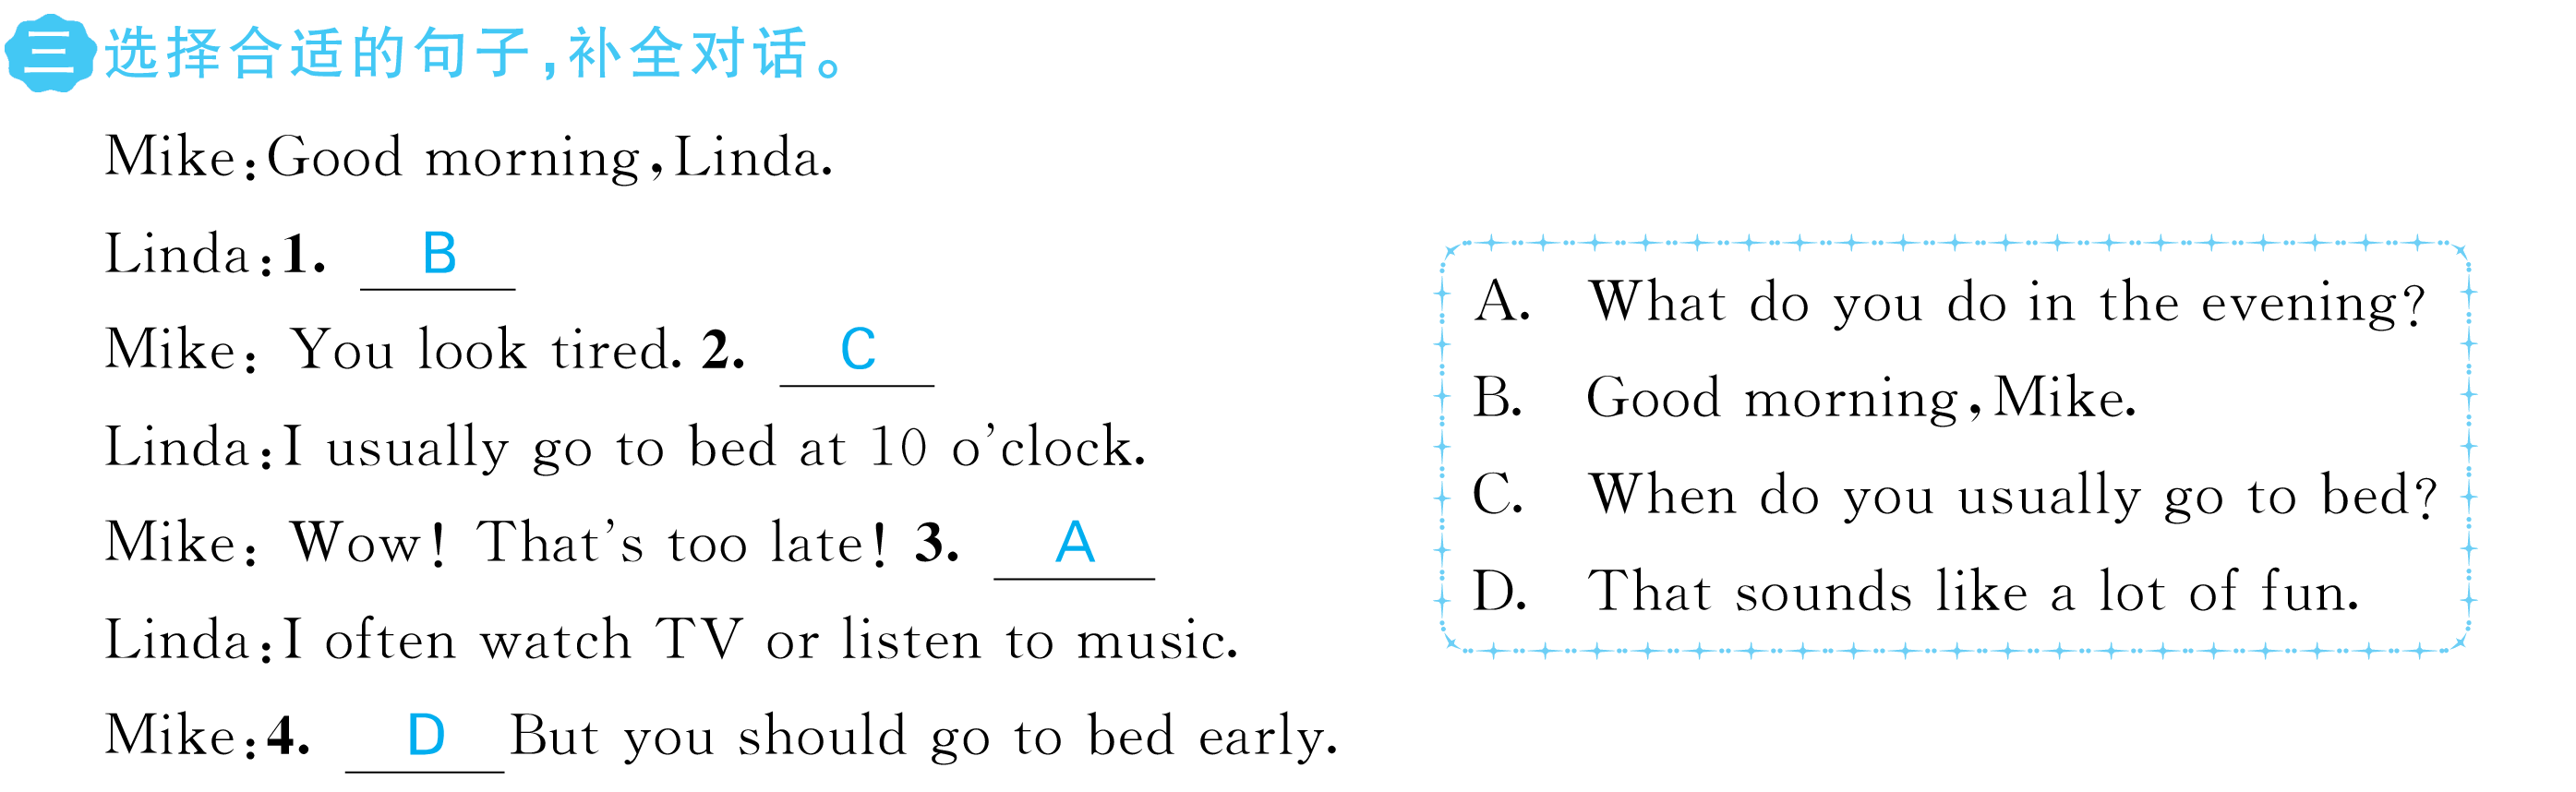 三 选择合适的句子,补全对话。
Mike:Good morning,Linda.
Linda:1. B
Mike: You look tired. 2. C
Linda:I usually go to bed at 10 o'clock.
Mike: Wow! That's too late! 3. A
Linda:I often watch TV or listen to music.
Mike:4. D But you should go to bed early.
A. What do you do in the evening?
B. Good morning,Mike.
C. When do you usually go to bed?
D. That sounds like a lot of fun.